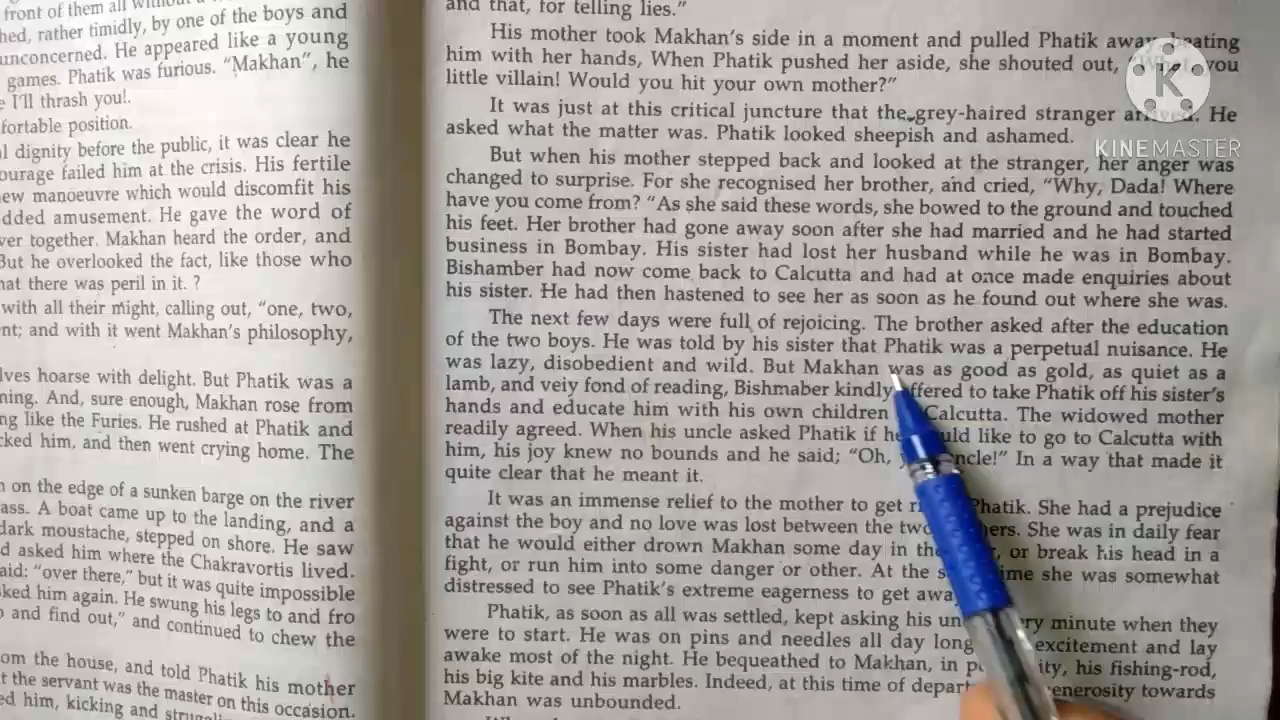 front of them all without a
hed, rather timidly, by one of the boys and
unconcerned. He appeared like a young
games. Phatik was furious. "Makhan", he
e I'll thrash you!.
fortable position.
l dignity before the public, it was clear he
ourage failed him at the crisis. His fertile
ew manoeuvre which would discomfit his
dded amusement. He gave the word of
ver together. Makhan heard the order, and
But he overlooked the fact, like those who
hat there was peril in it. ?
with all their might, calling out, "one, two,
nt; and with it went Makhan's philosophy,
lves hoarse with delight. But Phatik was a
ning. And, sure enough, Makhan rose from
ng like the Furies. He rushed at Phatik and
cked him, and then went crying home. The
n on the edge of a sunken barge on the river
ass. A boat came up to the landing, and a
dark moustache, stepped on shore. He saw
d asked him where the Chakravortis lived.
aid: "over there," but it was quite impossible
ked him again. He swung his legs to and fro
o and find out," and continued to chew the
om the house, and told Phatik his mother
t the servant was the master on this occasion.
ed him, kicking and
and that, for telling lies."
His mother took Makhan's side in a moment and pulled Phatik away, beating
him with her hands, When Phatik pushed her aside, she shouted out, "What, you
little villain! Would you hit your own mother?"
It was just at this critical juncture that the grey-haired stranger arrived. He
asked what the matter was. Phatik looked sheepish and ashamed.
But when his mother stepped back and looked at the stranger, her anger was
changed to surprise. For she recognised her brother, and cried, "Why, Dada! Where
have you come from? "As she said these words, she bowed to the ground and touched
his feet. Her brother had gone away soon after she had married and he had started
business in Bombay. His sister had lost her husband while he was in Bombay.
Bishamber had now come back to Calcutta and had at once made enquiries about
his sister. He had then hastened to see her as soon as he found out where she was.
The next few days were full of rejoicing. The brother asked after the education
of the two boys. He was told by his sister that Phatik was a perpetual nuisance. He
was lazy, disobedient and wild. But Makhan was as good as gold, as quiet as a
lamb, and veiy fond of reading, Bishmaber kindly offered to take Phatik off his sister's
hands and educate him with his own children Calcutta. The widowed mother
readily agreed. When his uncle asked Phatik if he would like to go to Calcutta with
him, his joy knew no bounds and he said; "Oh, uncle!" In a way that made it
quite clear that he meant it.
It was an immense relief to the mother to get Phatik. She had a prejudice
against the boy and no love was lost between the two brothers. She was in daily fear
that he would either drown Makhan some day in the or break his head in a
fight, or run him into some danger or other. At the same time she was somewhat
distressed to see Phatik's extreme eagerness to get away
Phatik, as soon as all was settled, kept asking his uncle every minute when they
were to start. He was on pins and needles all day long excitement and lay
awake most of the night. He bequeathed to Makhan, in his fishing-rod,
his big kite and his marbles. Indeed, at this time of departure generosity towards
Makhan was unbounded.
K
KINEMASTER